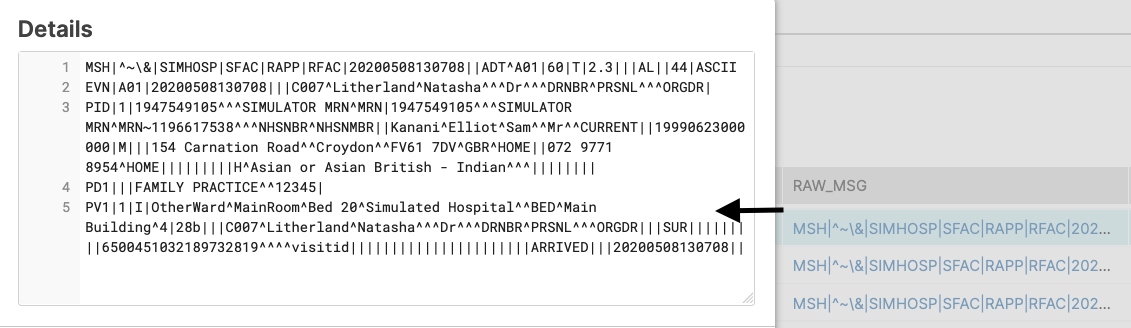 Details
1 MSH|^~\&|SIMHOSP|SFAC|RAPP|RFAC|20200508130708||ADT^A01|60|T|2.3|||AL||44|ASCII
2 EVN|A01|20200508130708|||C007^Litherland^Natasha^^^Dr^^^DRNBR^PRSNL^^^ORGDR|
3 PID|1|1947549105^^^SIMULATOR MRN^MRN|1947549105^^^SIMULATOR
MRN^MRN~1196617538^^^NHSNBR^NHSNMBR||Kanani^Elliot^Sam^^Mr^^CURRENT||19990623000
000|M|||154 Carnation Road^^Croydon^^FV61 7DV^GBR^HOME||072 9771
8954^HOME|||||||||H^Asian or Asian British - Indian^^^||||||||
4 PD1|||FAMILY PRACTICE^^12345|
5 PV1|1|I|OtherWard^MainRoom^Bed 20^Simulated Hospital^^BED^Main
Building^4|28b|||C007^Litherland^Natasha^^^Dr^^^DRNBR^PRSNL^^^ORGDR|||SUR|||||||
||6500451032189732819^^^^visitid||||||||||||||||||||||ARRIVED|||20200508130708||
RAW_MSG
MSH|^~\&|SIMHOSP|SFAC|RAPP|RFAC|202...
MSH|^~\&|SIMHOSP|SFAC|RAPP|RFAC|202...
MSH|^~\&|SIMHOSP|SFAC|RAPP|RFAC|202...